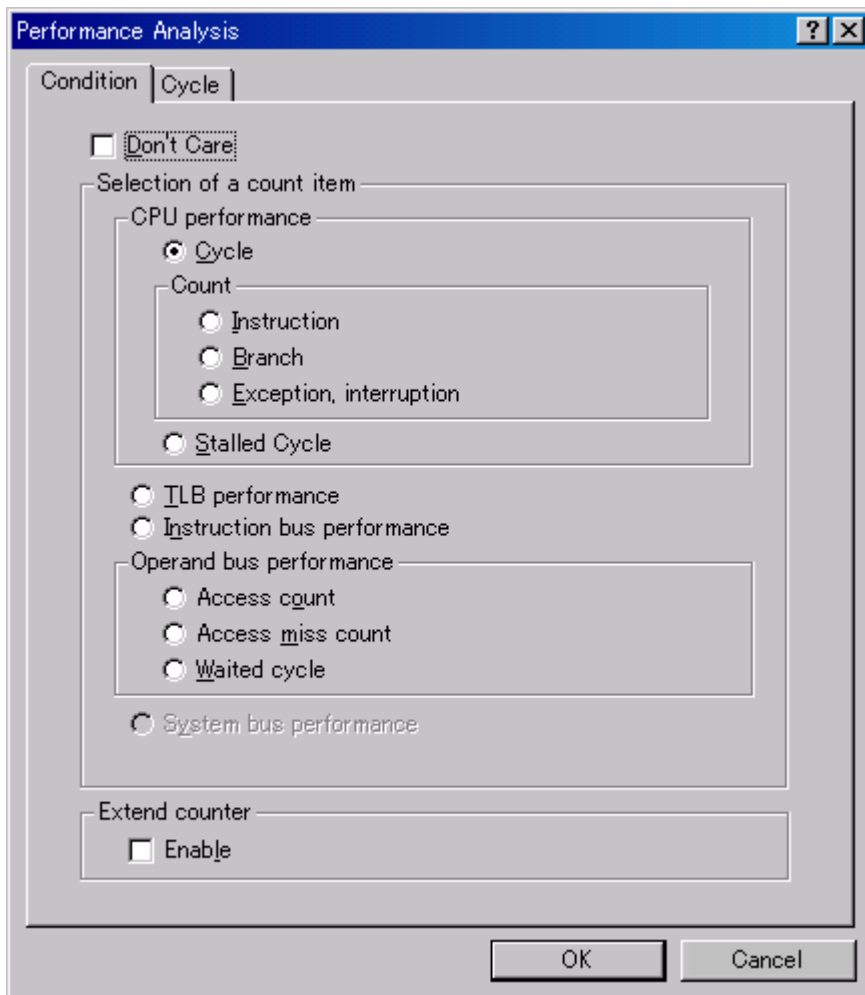 Performance Analysis
Condition Cycle
Don't Care
Selection of a count item
CPU performance
Cycle
Count
Instruction
Branch
Exception, interruption
Stalled Cycle
TLB performance
Instruction bus performance
Operand bus performance
Access count
Access miss count
Waited cycle
System bus performance
Extend counter
Enable
OK Cancel